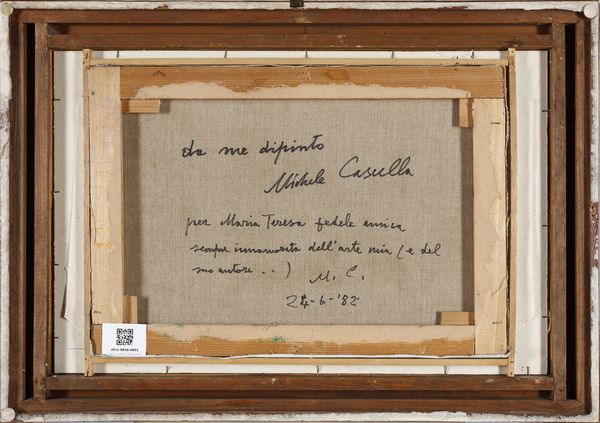 da me dipinto
Michele Cascella
per Maria Teresa fedele amica
sempre innamorata dell'arte mia (e del
suo autore . . ) M. C.
24-6-'82